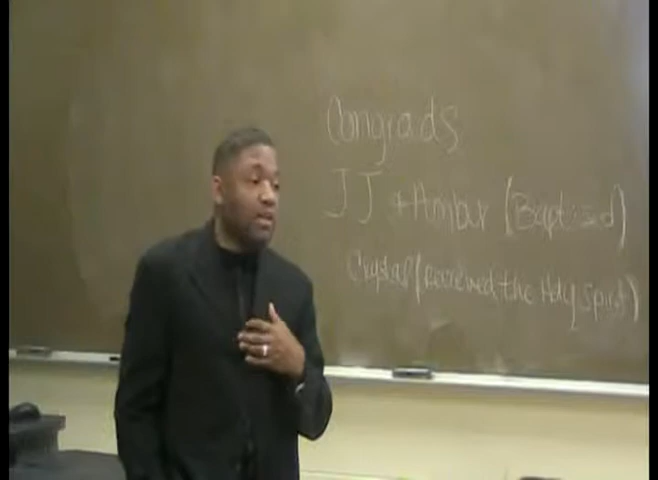 Congrads
JJ + Ambur (Baptized)
Crystal (received the Holy Spirit)